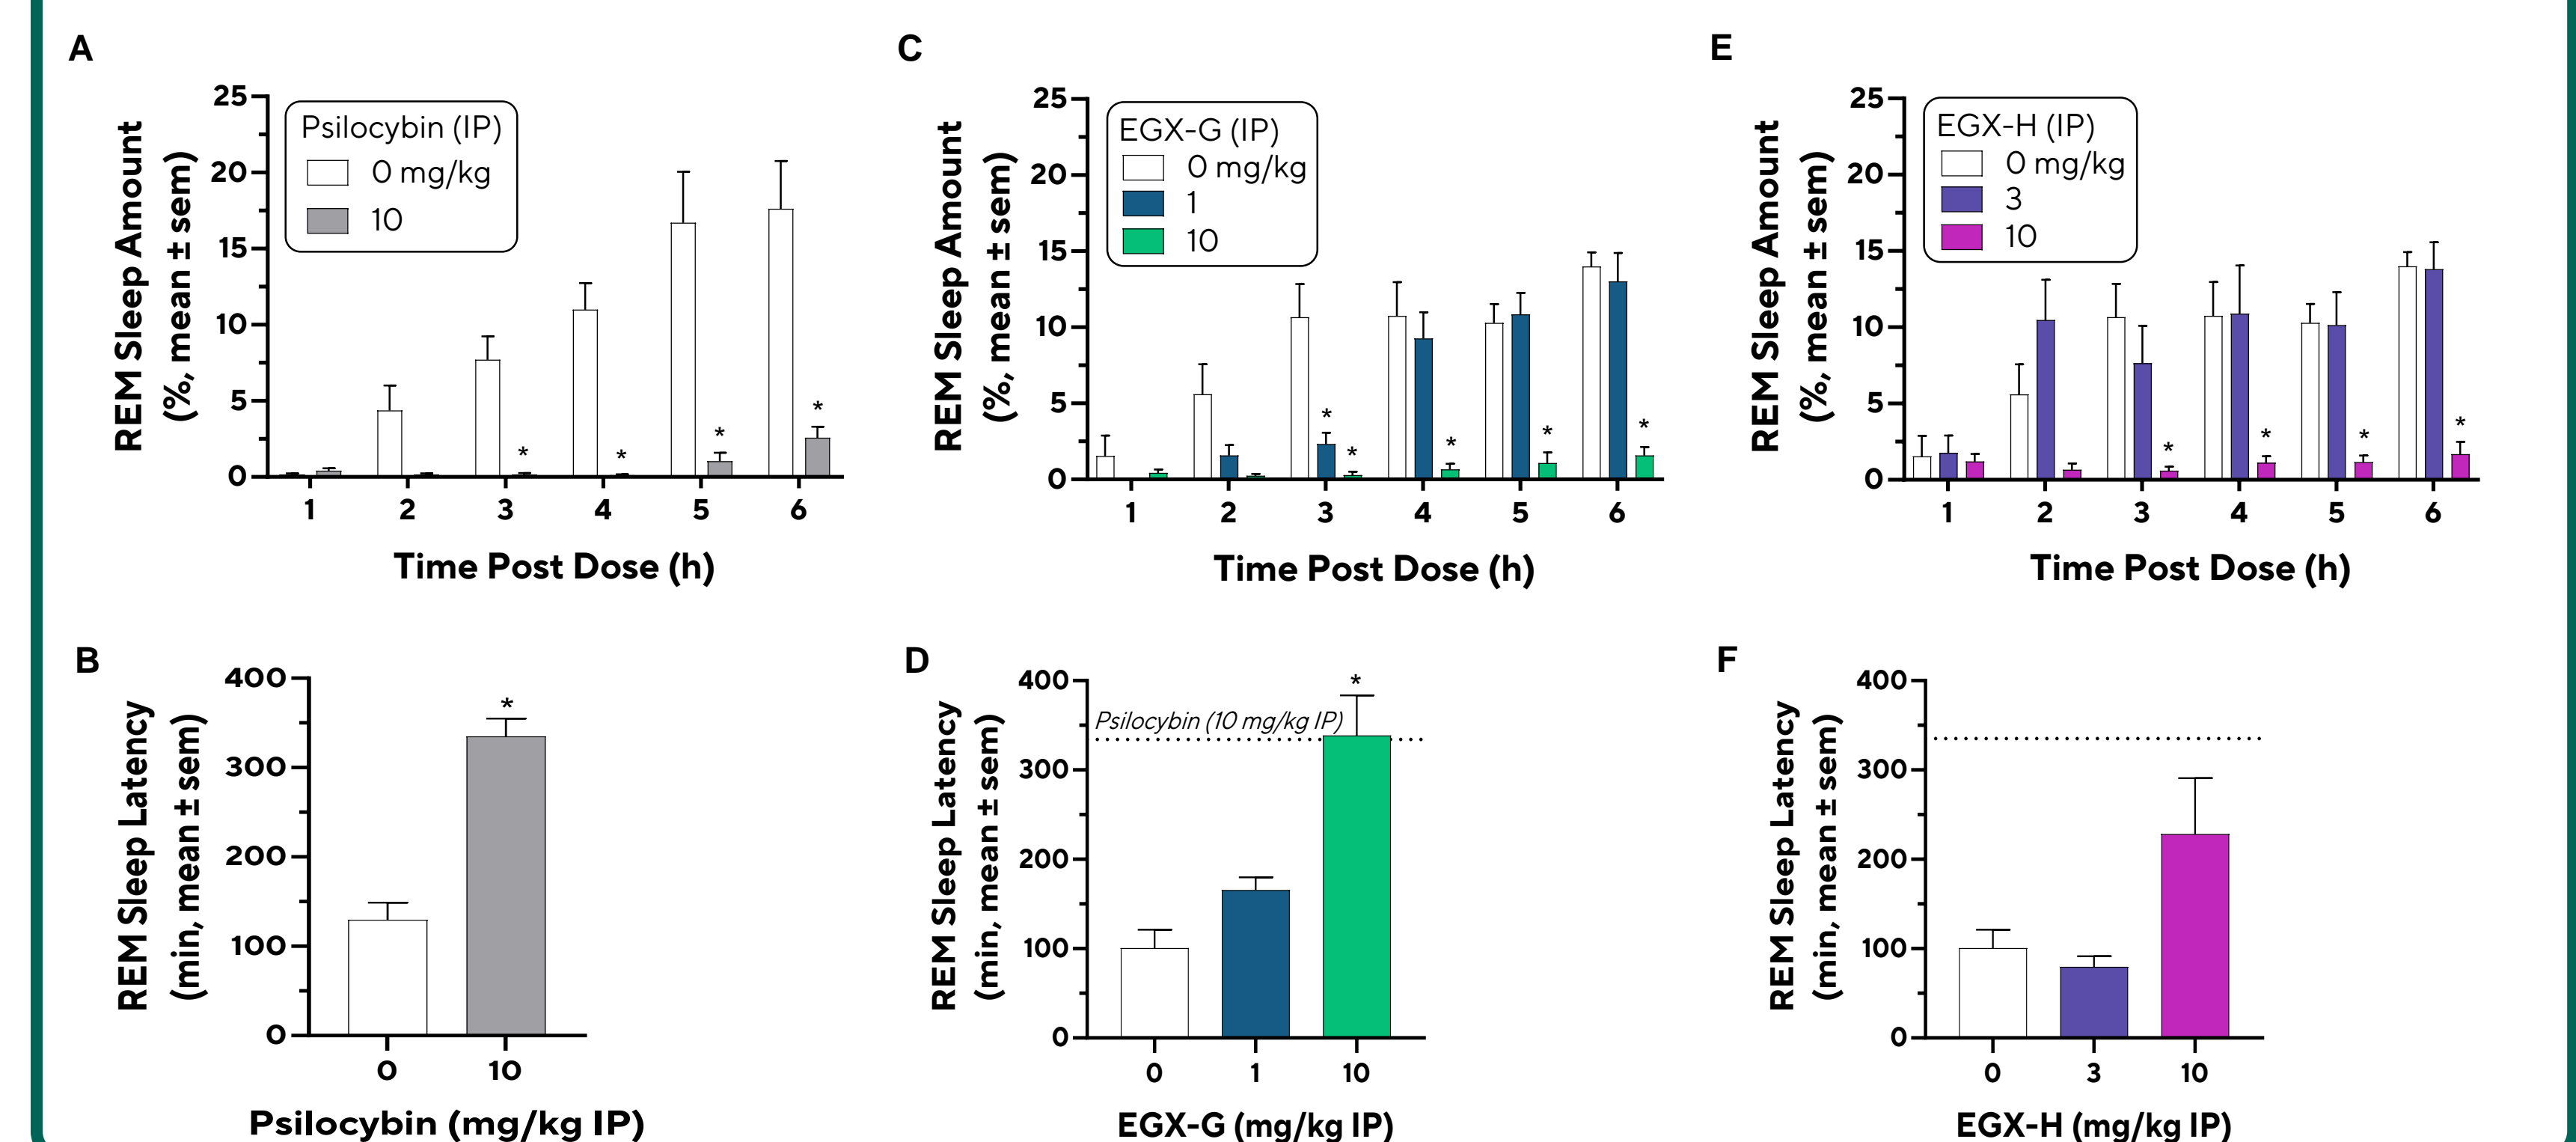 A
REM Sleep Amount
(%, mean ± sem)
25
20
15
10
5
0
Psilocybin (IP)
0 mg/kg
10
*
*
*
*
1 2 3 4 5 6
Time Post Dose (h)
C
REM Sleep Amount
(%, mean ± sem)
25
20
15
10
5
0
EGX-G (IP)
0 mg/kg
1
10
*
*
*
*
*
1 2 3 4 5 6
Time Post Dose (h)
E
REM Sleep Amount
(%, mean ± sem)
25
20
15
10
5
0
EGX-H (IP)
0 mg/kg
3
10
*
*
*
*
1 2 3 4 5 6
Time Post Dose (h)
B
REM Sleep Latency
(min, mean ± sem)
400
300
200
100
0
*
0 10
Psilocybin (mg/kg IP)
D
REM Sleep Latency
(min, mean ± sem)
400
300
200
100
0
*
Psilocybin (10 mg/kg IP)
0 1 10
EGX-G (mg/kg IP)
F
REM Sleep Latency
(min, mean ± sem)
400
300
200
100
0
0 3 10
EGX-H (mg/kg IP)